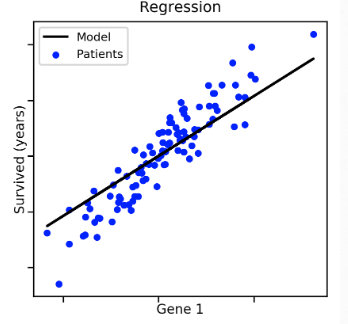 Regression
Model
Patients
Survived (years)
Gene 1